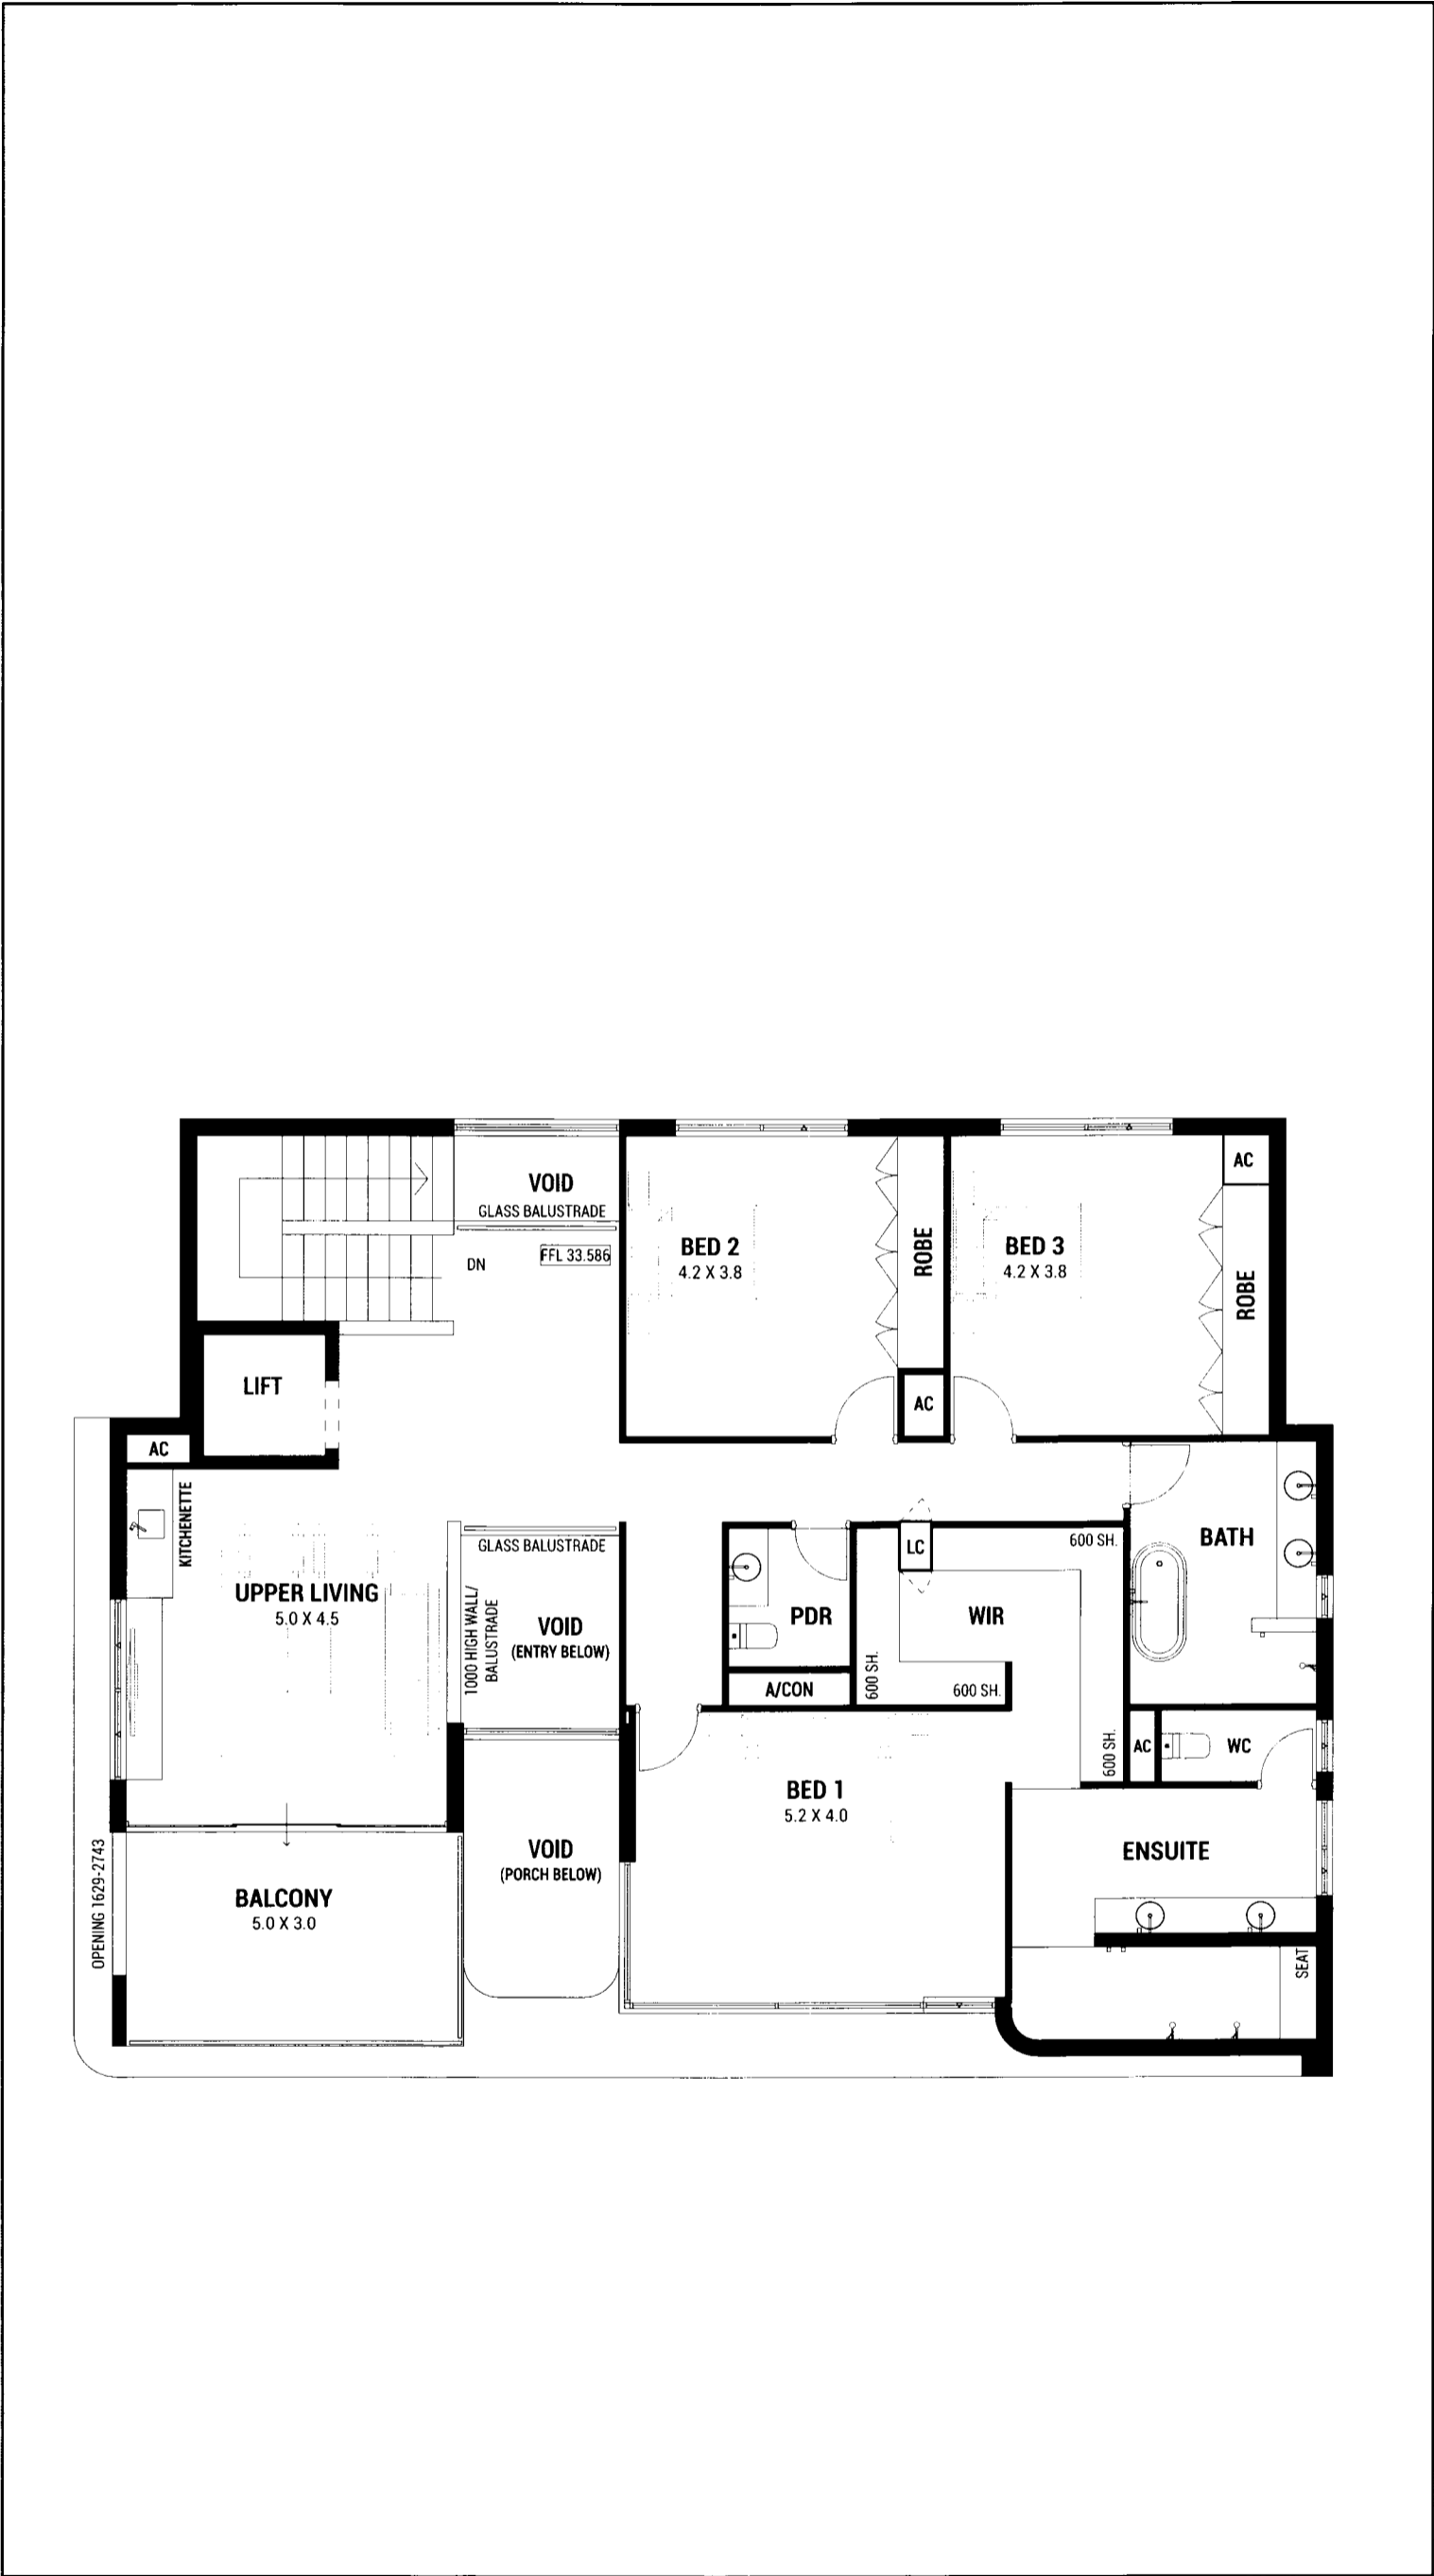 VOID
GLASS BALUSTRADE
DN
FFL 33.586
BED 2
4.2 X 3.8
ROBE
BED 3
4.2 X 3.8
AC
ROBE
LIFT
AC
AC
KITCHENETTE
UPPER LIVING
5.0 X 4.5
GLASS BALUSTRADE
1000 HIGH WALL/
BALUSTRADE
VOID
(ENTRY BELOW)
PDR
A/CON
LC
600 SH.
WIR
600 SH.
600 SH.
600 SH.
BATH
AC
WC
BED 1
5.2 X 4.0
ENSUITE
SEAT
VOID
(PORCH BELOW)
OPENING 1629-2743
BALCONY
5.0 X 3.0